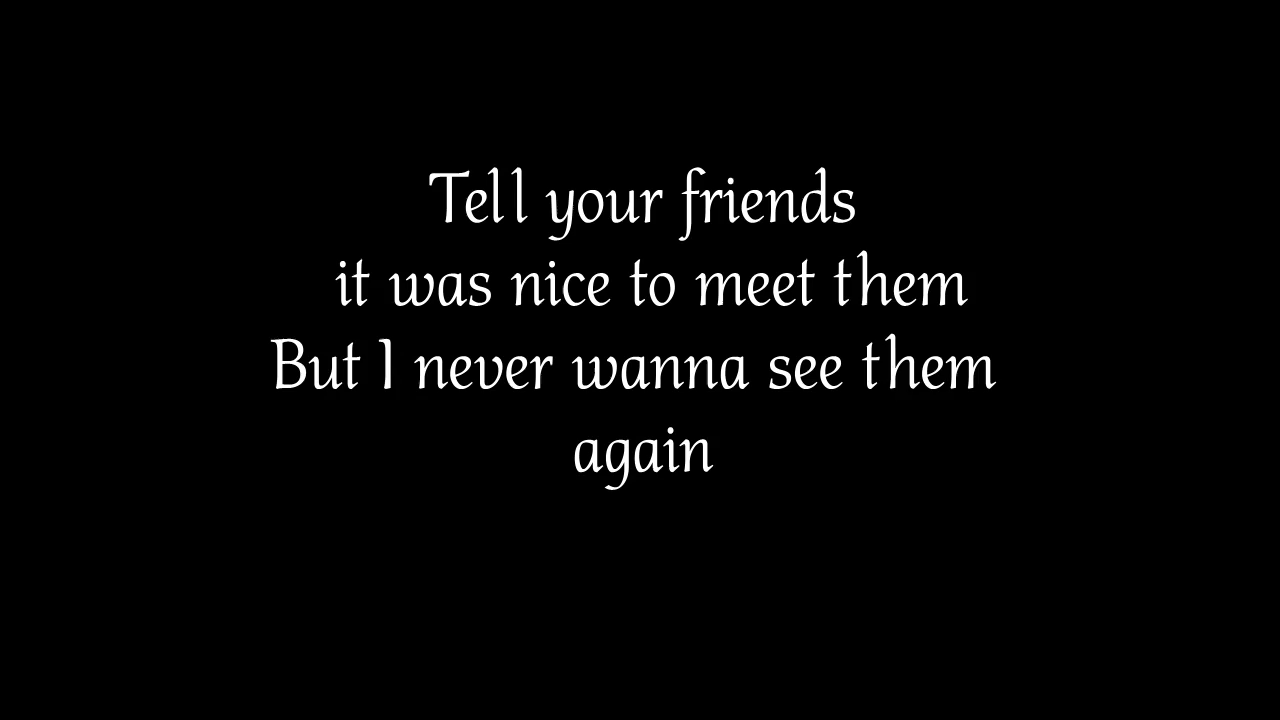 Tell your friends
it was nice to meet them
But I never wanna see them
again